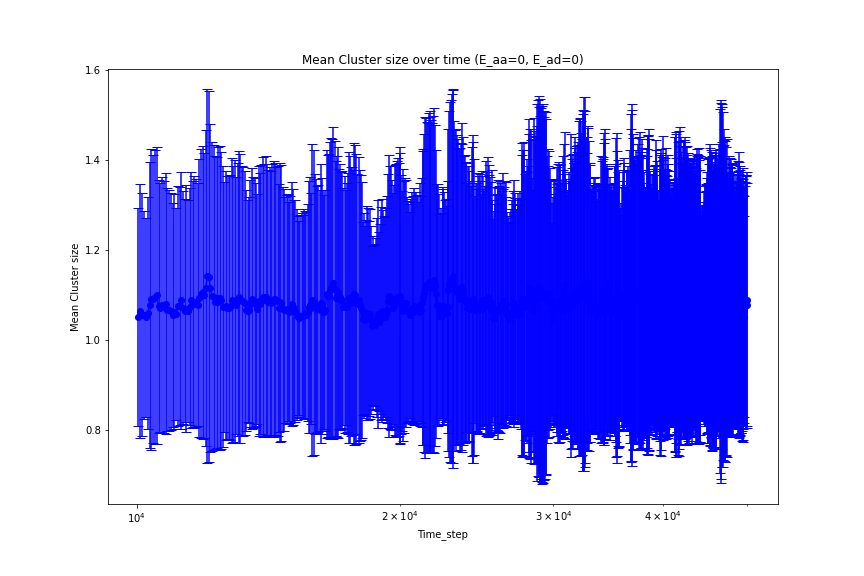 Mean Cluster size over time (E_aa=0, E_ad=0)
1.6
1.4
1.2
1.0
0.8
Mean Cluster size
10⁴
2 × 10⁴
3 × 10⁴
4 × 10⁴
Time_step